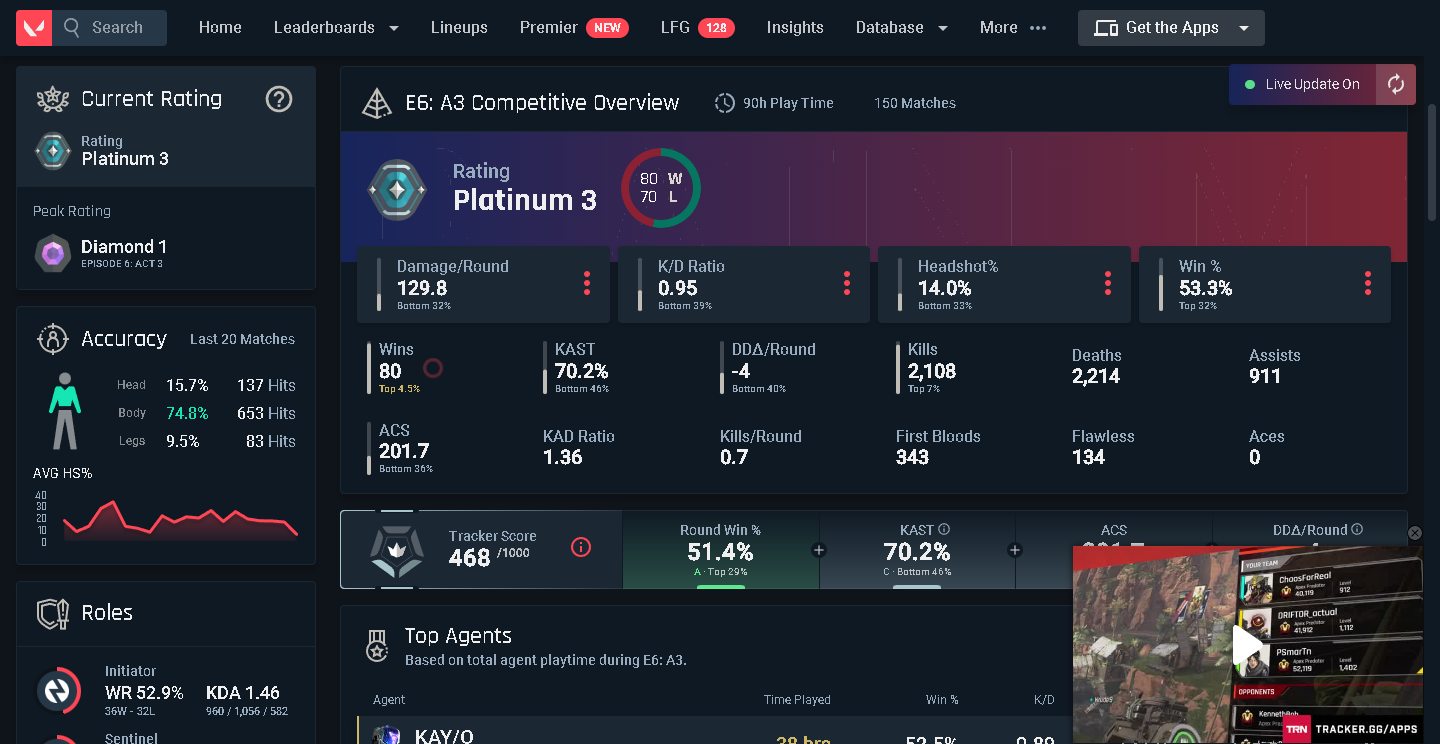 Search Home Leaderboards Lineups Premier NEW LFG 128 Insights Database More Get the Apps
Live Update On
Current Rating
Rating
Platinum 3
Peak Rating
Diamond 1
EPISODE 6: ACT 3
Accuracy Last 20 Matches
Head 15.7% 137 Hits
Body 74.8% 653 Hits
Legs 9.5% 83 Hits
AVG HS%
40
30
20
10
0
Roles
Initiator
WR 52.9% KDA 1.46
36W - 32L 960 / 1,056 / 582
Sentinel
E6: A3 Competitive Overview 90h Play Time 150 Matches
Rating
Platinum 3
80 W
70 L
Damage/Round
129.8
Bottom 32%
K/D Ratio
0.95
Bottom 39%
Headshot%
14.0%
Bottom 33%
Win %
53.3%
Top 32%
Wins
80
Top 4.5%
KAST
70.2%
Bottom 46%
DDΔ/Round
-4
Bottom 40%
Kills
2,108
Top 7%
Deaths
2,214
Assists
911
ACS
201.7
Bottom 36%
KAD Ratio
1.36
Kills/Round
0.7
First Bloods
343
Flawless
134
Aces
0
Tracker Score
468 /1000
Round Win %
51.4%
A · Top 29%
KAST
70.2%
C · Bottom 46%
ACS
DDΔ/Round
Top Agents
Based on total agent playtime during E6: A3.
Agent Time Played Win % K/D
KAY/O 38 hrs 52.5% 0.89
YOUR TEAM
ChaosForReal
Apex Predator Level
40,119 912
DRIFTOR_actual
Apex Predator Level
41,912 1,112
PSmarTn
Apex Predator Level
52,119 1,402
OPPONENTS
KennethBob
TRN TRACKER.GG/APPS